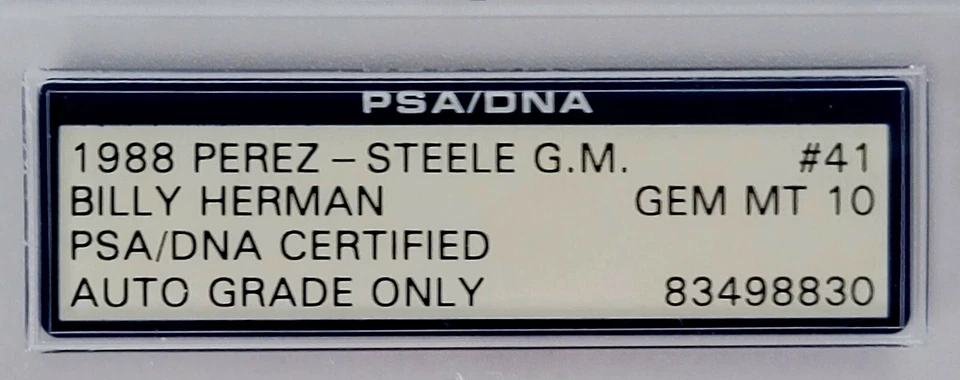 PSA/DNA
1988 PEREZ-STEELE G.M. #41
BILLY HERMAN GEM MT 10
PSA/DNA CERTIFIED
AUTO GRADE ONLY 83498830